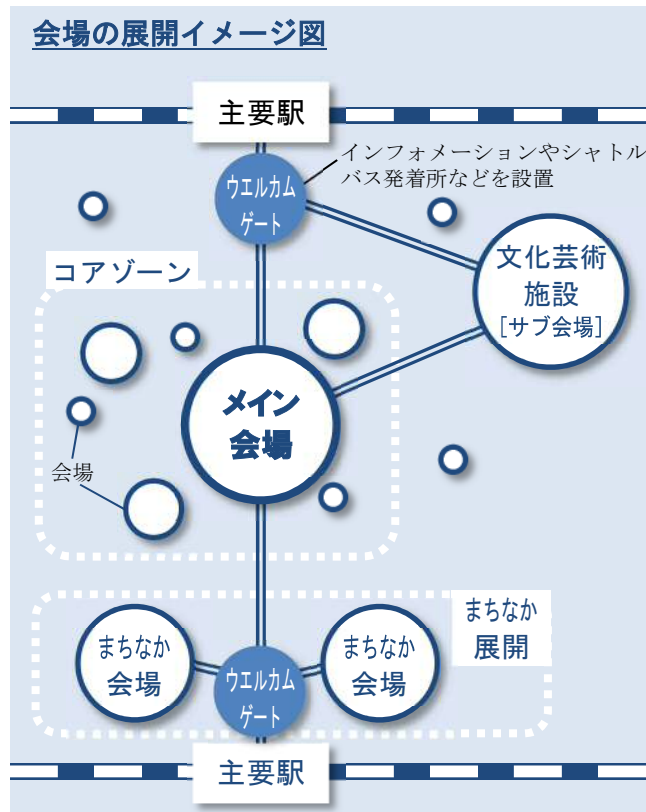 会場の展開イメージ図
主要駅
インフォメーションやシャトル
バス発着所などを設置
ウエルカム
ゲート
文化芸術
施設
[サブ会場]
コアゾーン
メイン
会場
会場
まちなか
展開
まちなか
会場
まちなか
会場
ウエルカム
ゲート
主要駅